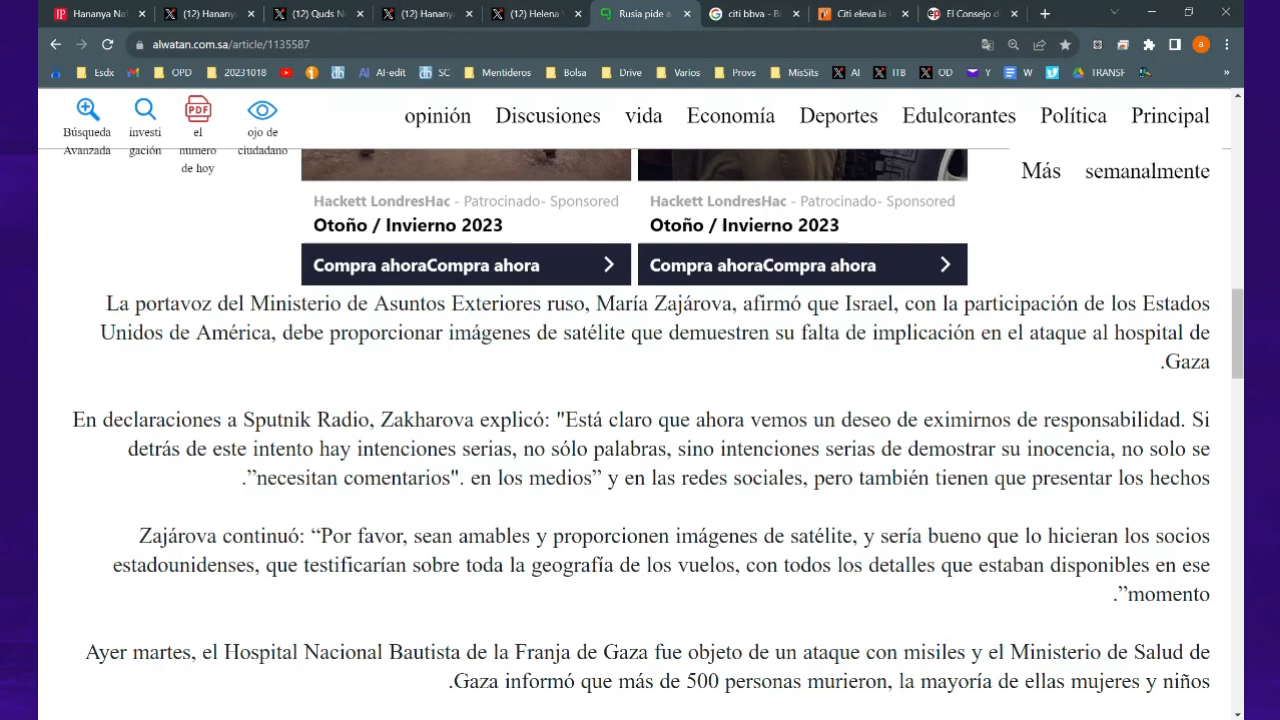 Hananya Na
(12) Hanany
(12) Quds N
(12) Hanany
(12) Helena
Rusia pide a
citi bbva - B
Citi eleva la
El Consejo d
alwatan.com.sa/article/1135587
Esdx
OPD
20231018
AI-edit
SC
Mentideros
Bolsa
Drive
Varios
Provs
MisSits
AI
ITB
OD
Y
W
TRANSF
Búsqueda Avanzada
investi gación
PDF
el numero de hoy
ojo de ciudadano
opinión Discusiones vida Economía Deportes Edulcorantes Política Principal
Más semanalmente
Hackett LondresHac - Patrocinado- Sponsored
Otoño / Invierno 2023
Compra ahoraCompra ahora
Hackett LondresHac - Patrocinado- Sponsored
Otoño / Invierno 2023
Compra ahoraCompra ahora
La portavoz del Ministerio de Asuntos Exteriores ruso, María Zajárova, afirmó que Israel, con la participación de los Estados
Unidos de América, debe proporcionar imágenes de satélite que demuestren su falta de implicación en el ataque al hospital de
.Gaza
En declaraciones a Sputnik Radio, Zakharova explicó: "Está claro que ahora vemos un deseo de eximirnos de responsabilidad. Si
detrás de este intento hay intenciones serias, no sólo palabras, sino intenciones serias de demostrar su inocencia, no solo se
.”necesitan comentarios". en los medios” y en las redes sociales, pero también tienen que presentar los hechos
Zajárova continuó: “Por favor, sean amables y proporcionen imágenes de satélite, y sería bueno que lo hicieran los socios
estadounidenses, que testificarían sobre toda la geografía de los vuelos, con todos los detalles que estaban disponibles en ese
.”momento
Ayer martes, el Hospital Nacional Bautista de la Franja de Gaza fue objeto de un ataque con misiles y el Ministerio de Salud de
.Gaza informó que más de 500 personas murieron, la mayoría de ellas mujeres y niños